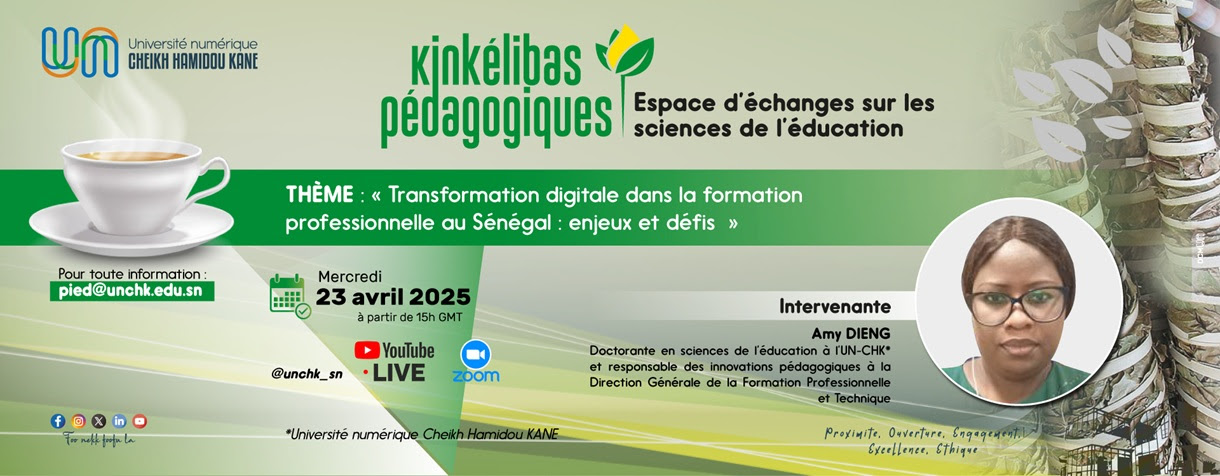 Université numérique
CHEIKH HAMIDOU KANE
Kinkélibas
pédagogiques
Espace d'échanges sur les
sciences de l'éducation
THÈME : « Transformation digitale dans la formation
professionnelle au Sénégal : enjeux et défis »
Pour toute information :
pied@unchk.edu.sn
Mercredi
23 avril 2025
à partir de 15h GMT
@unchk_sn
YouTube
LIVE
zoom
Intervenante
Amy DIENG
Doctorante en sciences de l'éducation à l'UN-CHK*
et responsable des innovations pédagogiques à la
Direction Générale de la Formation Professionnelle
et Technique
Foo nekk foofu la
*Université numérique Cheikh Hamidou KANE
Proximité, Ouverture, Engagement,
Excellence, Ethique